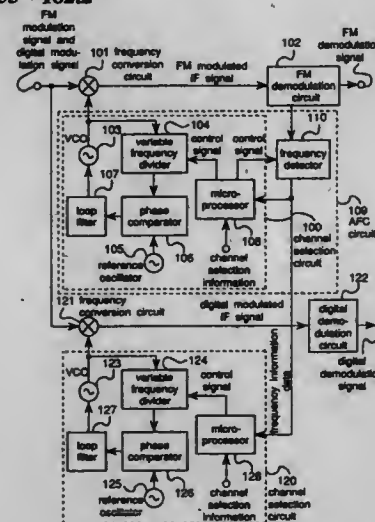 FM
modulation
signal and
digital modu-
lation signal
101 frequency
conversion
circuit
FM modulated
IF signal
102
FM
demodulation
circuit
FM
demodulation
signal
110
frequency
detector
VCO
103
104
variable
frequency
divider
control
signal
control
signal
107
loop
filter
phase
comparator
micro-
processor
105
reference
oscillator
106
108
channel
selection
information
100
channel
selection
circuit
109
AFC
circuit
121 frequency
conversion circuit
digital modulated
IF signal
122
digital
demo-
dulation
circuit
digital
demodulation
signal
VCO
123
124
variable
frequency
divider
control
signal
frequency information
data
127
loop
filter
phase
comparator
micro-
processor
125
reference
oscillator
126
128
channel
selection
information
120
channel
selection
circuit